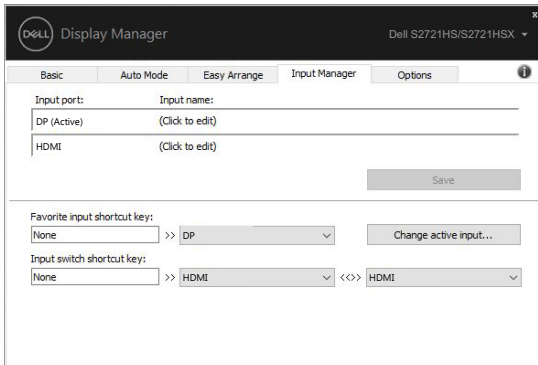 DELL Display Manager Dell S2721HS/S2721HSX
x
Basic Auto Mode Easy Arrange Input Manager Options
Input port: Input name:
DP (Active) (Click to edit)
HDMI (Click to edit)
Save
Favorite input shortcut key:
None >> DP Change active input...
Input switch shortcut key:
None >> HDMI <<>> HDMI